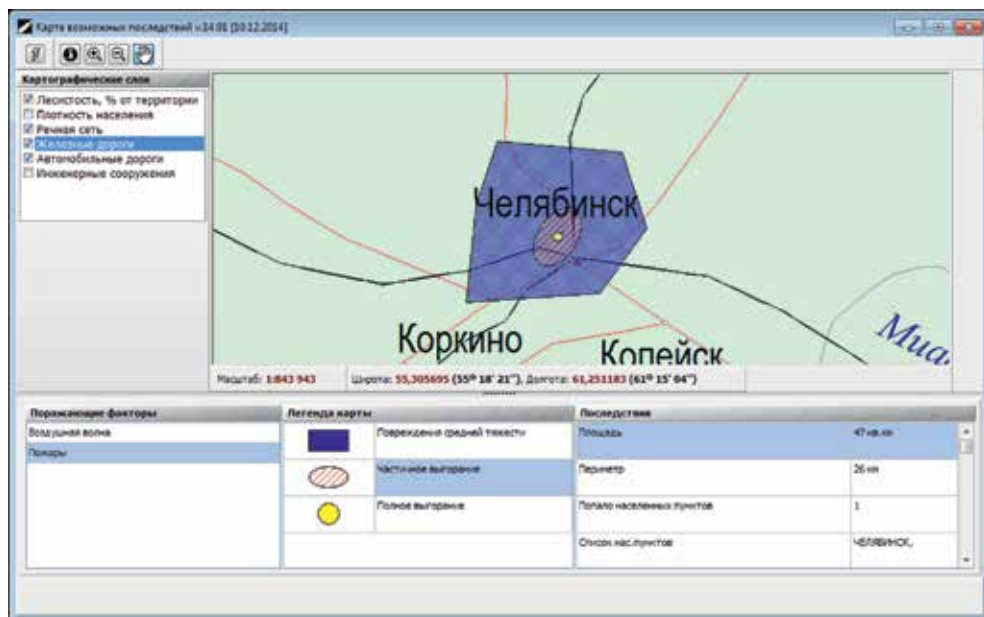 Карта возможных последствий v.14.01 [10.12.2014]
Картографические слои
Лесистость, % от территории
Плотность населения
Речная сеть
Железные дороги
Автомобильные дороги
Инженерные сооружения
Челябинск
Коркино
Копейск
Миа
Масштаб: 1:843 943 Широта: 55,305695 (55º 18' 21"), Долгота: 61,251183 (61º 15' 04")
Поражающие факторы
Воздушная волна
Пожары
Легенда карты
Повреждения средней тяжести
Частичное выгорание
Полное выгорание
Последствия
Площадь 47 кв.км
Периметр 26 км
Попало населенных пунктов 1
Список нас.пунктов ЧЕЛЯБИНСК,